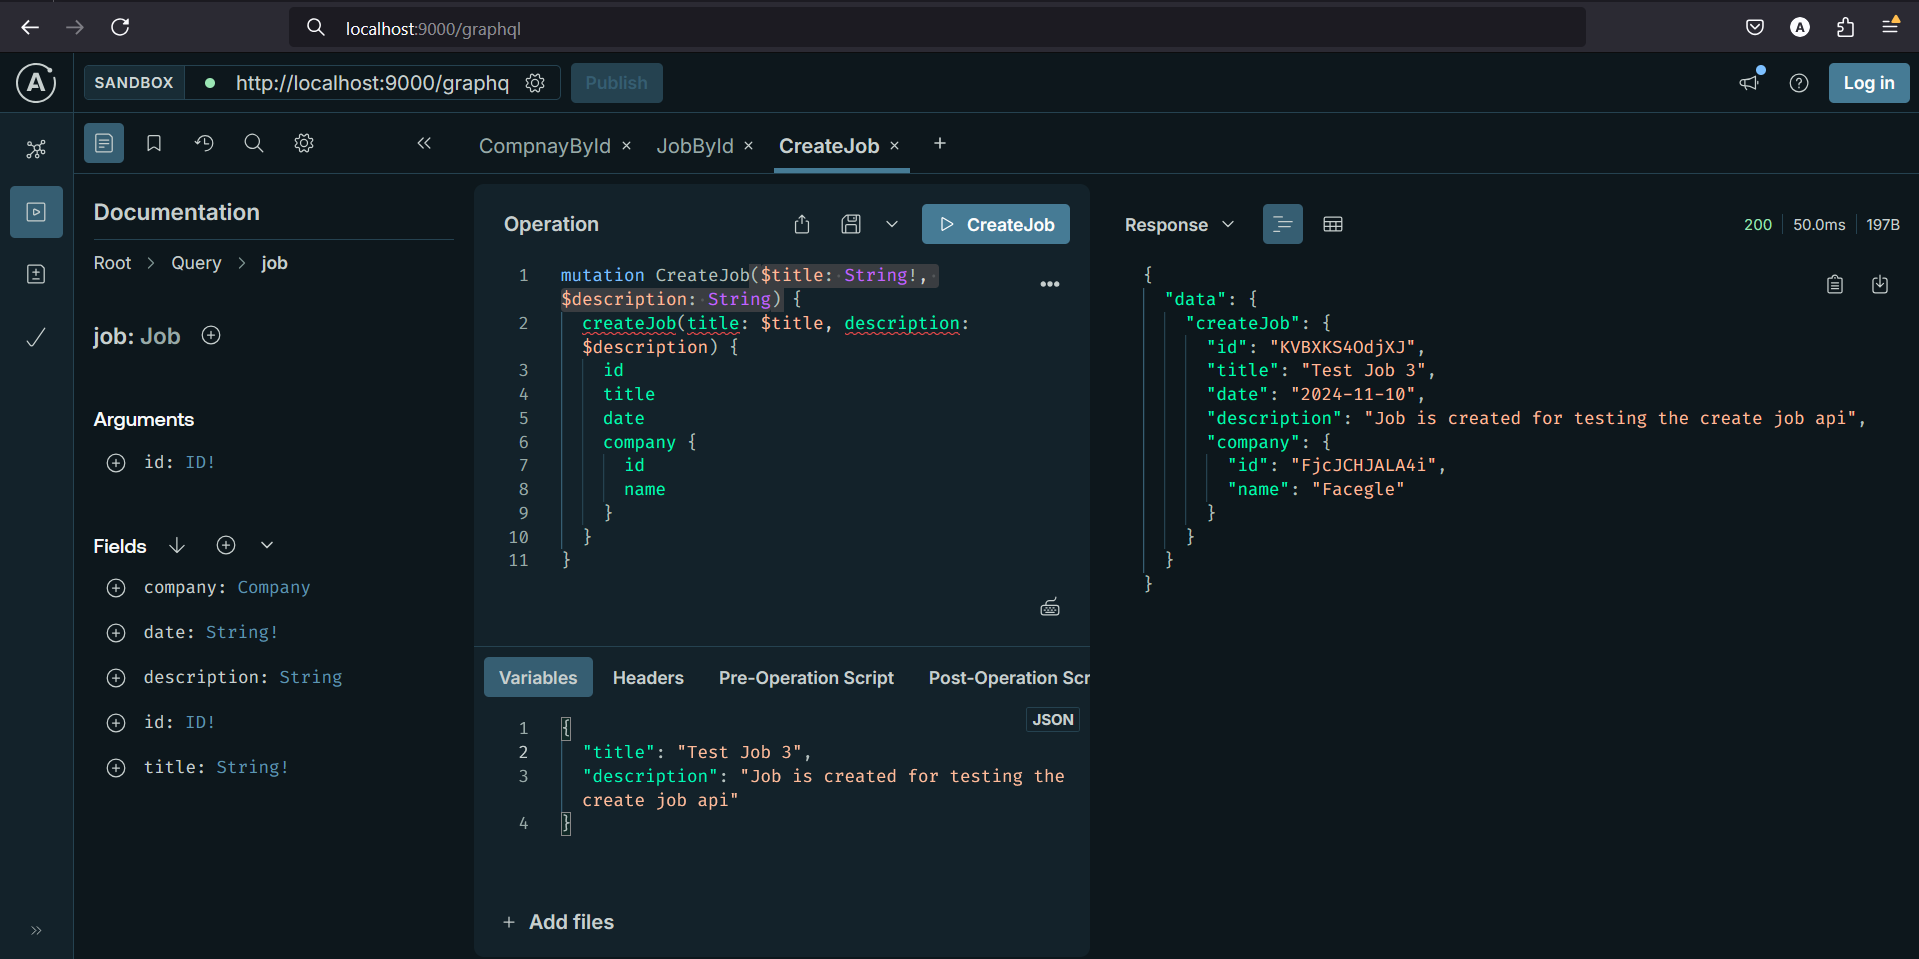 localhost:9000/graphql
A
A
SANDBOX
http://localhost:9000/graphq
Publish
Log in
CompnayById
JobById
CreateJob
Documentation
Root > Query > job
job: Job
Arguments
id: ID!
Fields
company: Company
date: String!
description: String
id: ID!
title: String!
Operation
CreateJob
1 mutation CreateJob($title: String!,
$description: String) {
2 createJob(title: $title, description:
$description) {
3 id
4 title
5 date
6 company {
7 id
8 name
9 }
10 }
11 }
Variables
Headers
Pre-Operation Script
Post-Operation Scr
JSON
1 {
2 "title": "Test Job 3",
3 "description": "Job is created for testing the
create job api"
4 }
+ Add files
Response
200
50.0ms
197B
{
"data": {
"createJob": {
"id": "KVBXKS4OdjXJ",
"title": "Test Job 3",
"date": "2024-11-10",
"description": "Job is created for testing the create job api",
"company": {
"id": "FjcJCHJALA4i",
"name": "Facegle"
}
}
}
}